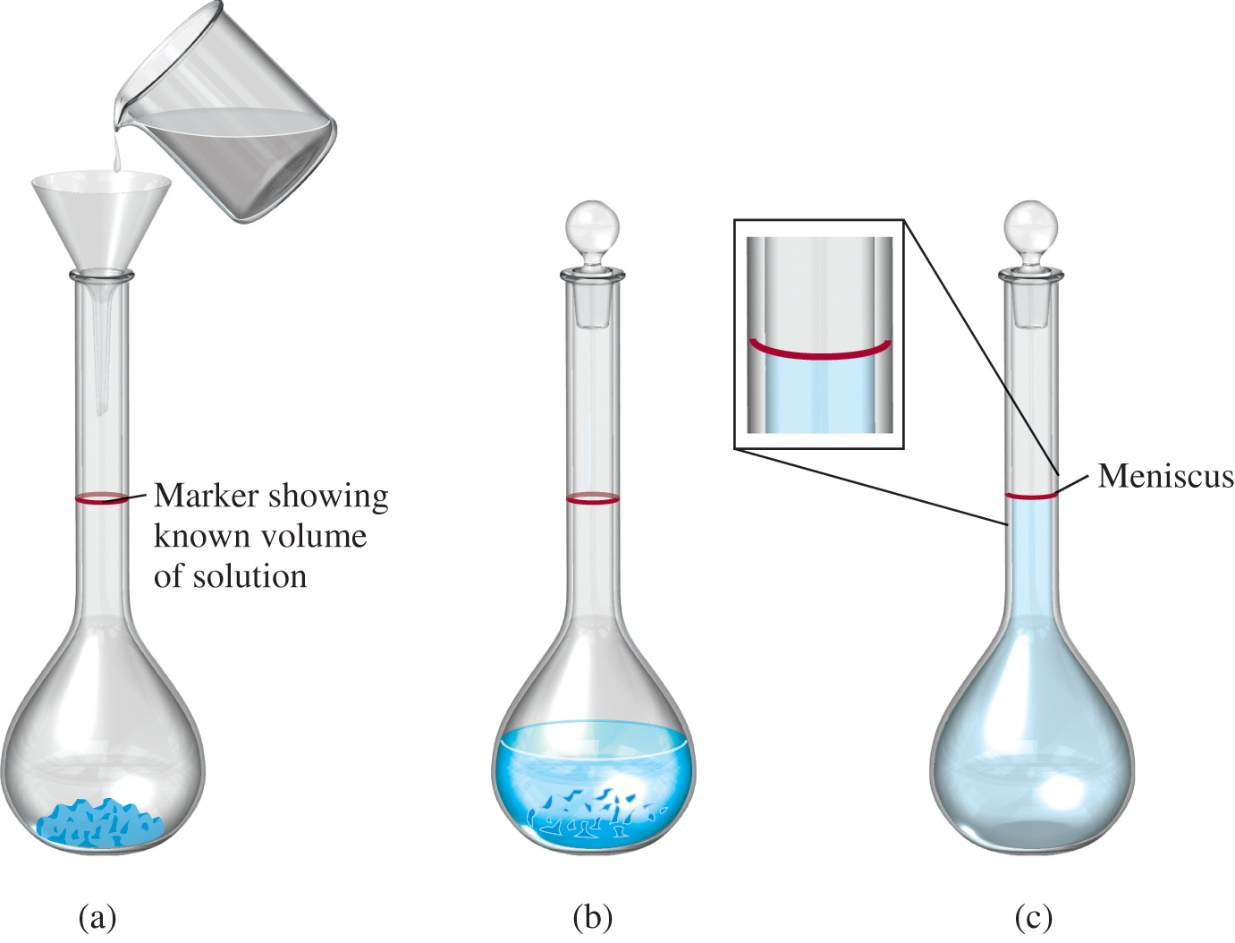 Marker showing
known volume
of solution
Meniscus
(a)
(b)
(c)